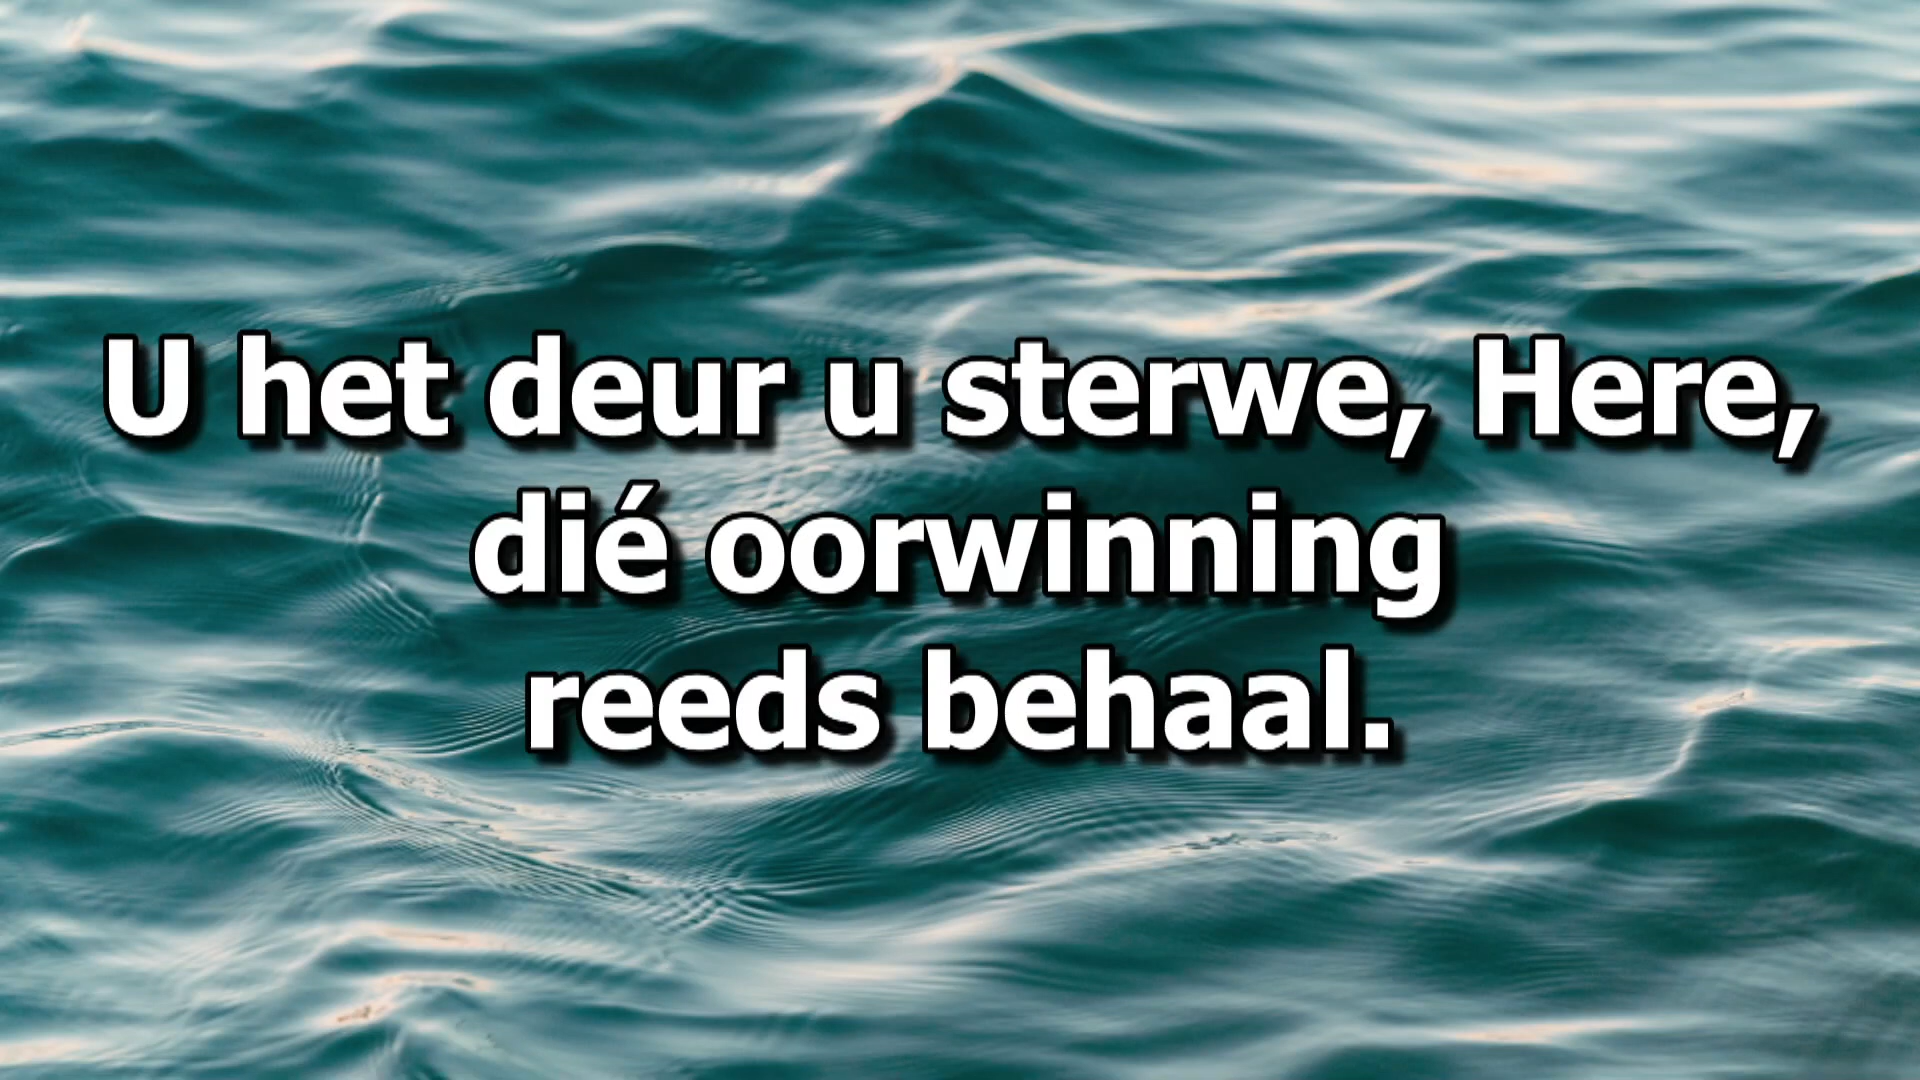 U het deur u sterwe, Here,
dié oorwinning
reeds behaal.